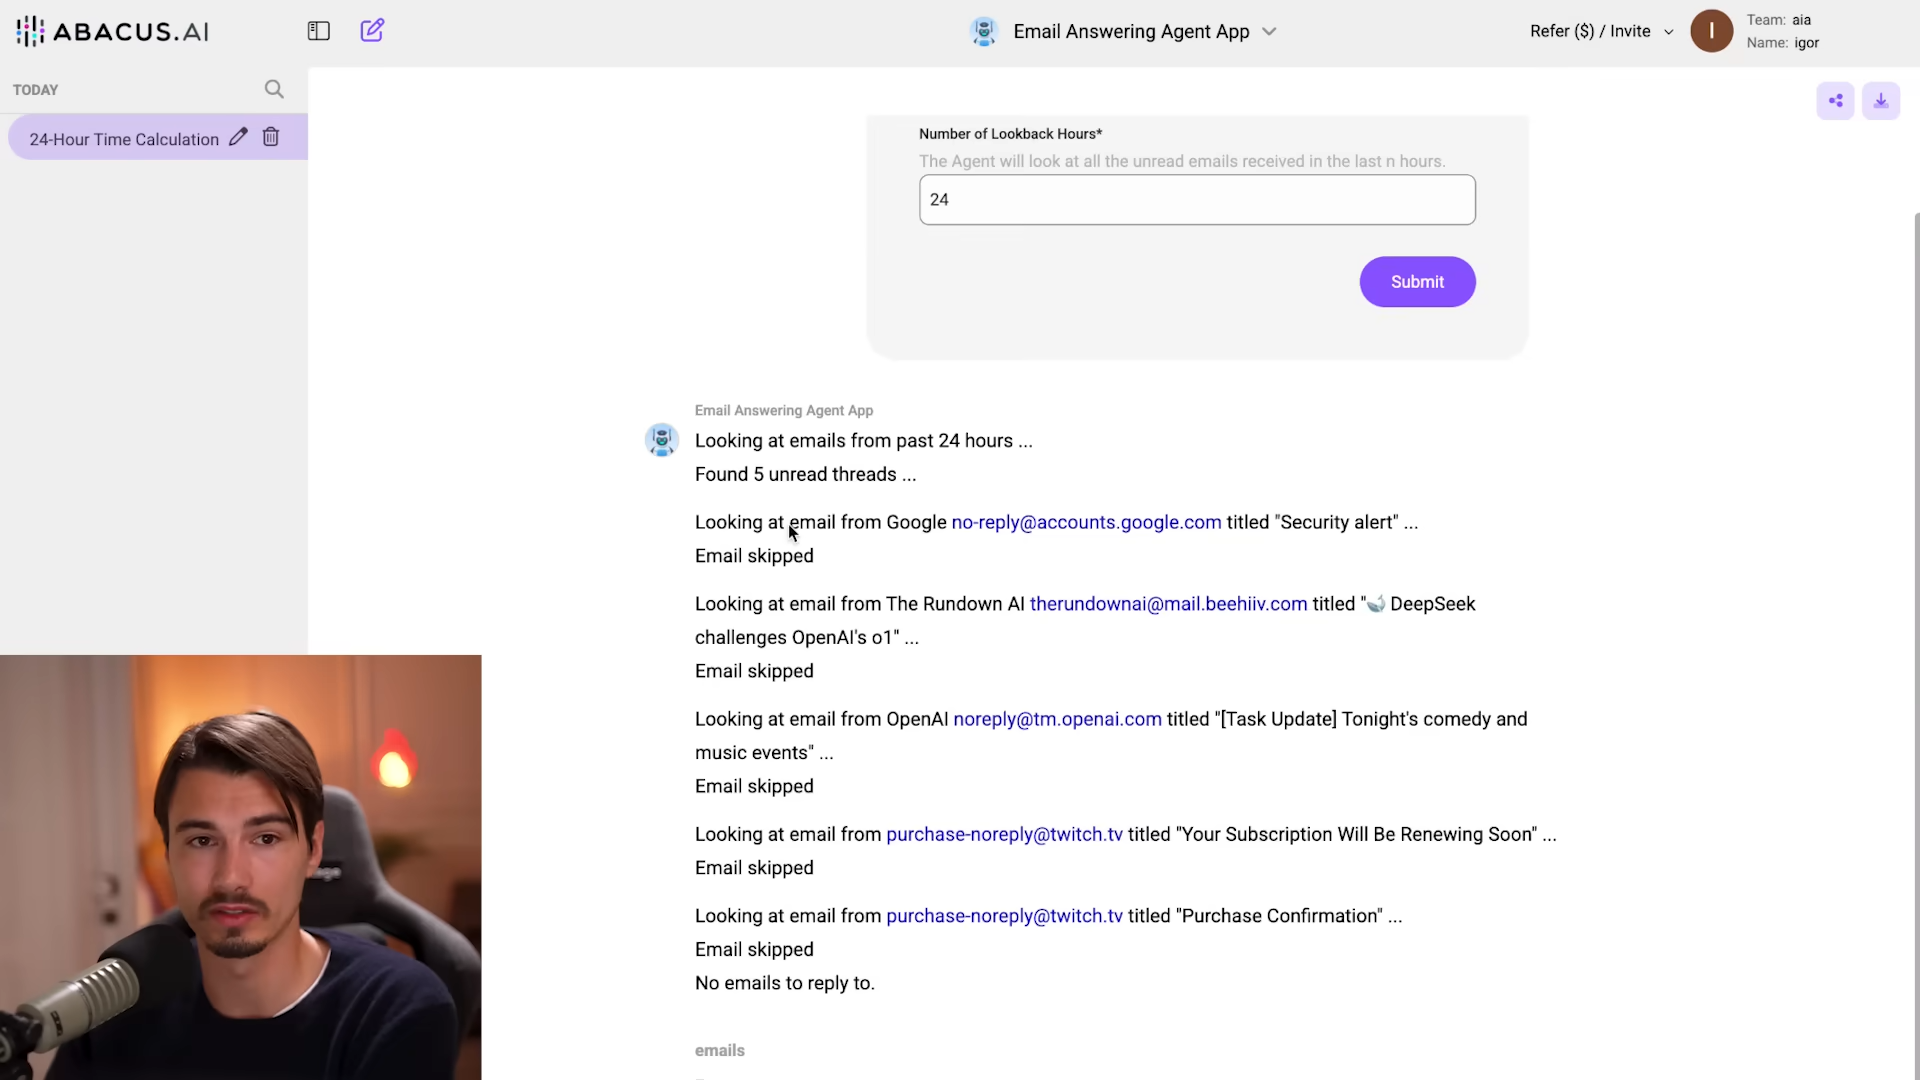 ABACUS.AI
Email Answering Agent App
Refer ($) / Invite
I
Team: aia
Name: igor
TODAY
24-Hour Time Calculation
Number of Lookback Hours*
The Agent will look at all the unread emails received in the last n hours.
24
Submit
Email Answering Agent App
Looking at emails from past 24 hours ...
Found 5 unread threads ...
Looking at email from Google no-reply@accounts.google.com titled "Security alert" ...
Email skipped
Looking at email from The Rundown AI therundownai@mail.beehiiv.com titled "🐋 DeepSeek
challenges OpenAI's o1" ...
Email skipped
Looking at email from OpenAI noreply@tm.openai.com titled "[Task Update] Tonight's comedy and
music events" ...
Email skipped
Looking at email from purchase-noreply@twitch.tv titled "Your Subscription Will Be Renewing Soon" ...
Email skipped
Looking at email from purchase-noreply@twitch.tv titled "Purchase Confirmation" ...
Email skipped
No emails to reply to.
emails